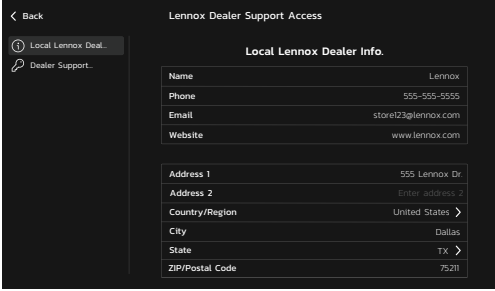 Back
Lennox Dealer Support Access
Local Lennox Deal...
Dealer Support...
Local Lennox Dealer Info.
Name Lennox
Phone 555-555-5555
Email store123@lennox.com
Website www.lennox.com
Address 1 555 Lennox Dr.
Address 2 Enter address 2
Country/Region United States
City Dallas
State TX
ZIP/Postal Code 75211